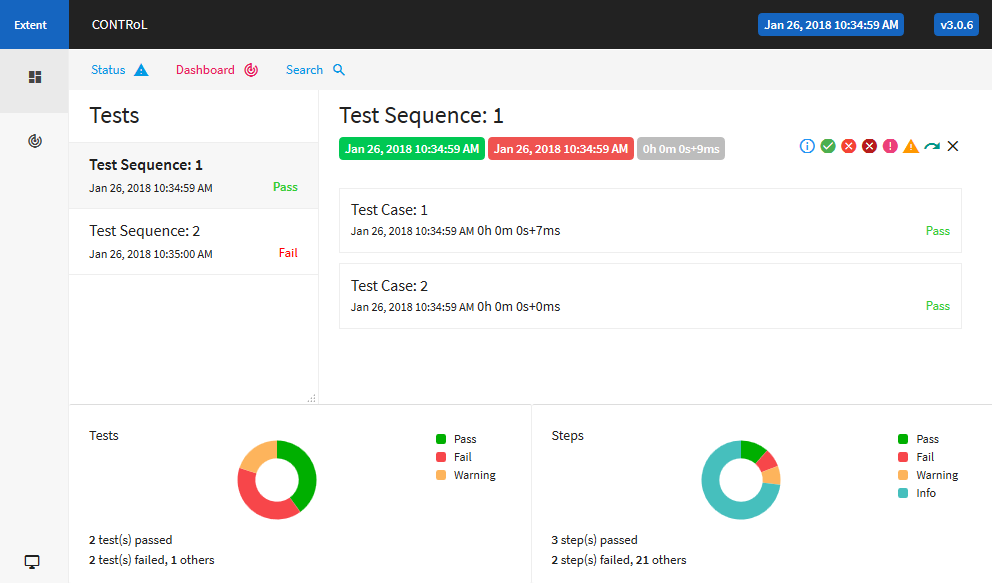 Extent CONTRoL Jan 26, 2018 10:34:59 AM v3.0.6
Status Dashboard Search
Tests
Test Sequence: 1
Jan 26, 2018 10:34:59 AM Pass
Test Sequence: 2
Jan 26, 2018 10:35:00 AM Fail
Test Sequence: 1
Jan 26, 2018 10:34:59 AM Jan 26, 2018 10:34:59 AM 0h 0m 0s+9ms
Test Case: 1
Jan 26, 2018 10:34:59 AM 0h 0m 0s+7ms Pass
Test Case: 2
Jan 26, 2018 10:34:59 AM 0h 0m 0s+0ms Pass
Tests
Pass
Fail
Warning
2 test(s) passed
2 test(s) failed, 1 others
Steps
Pass
Fail
Warning
Info
3 step(s) passed
2 step(s) failed, 21 others